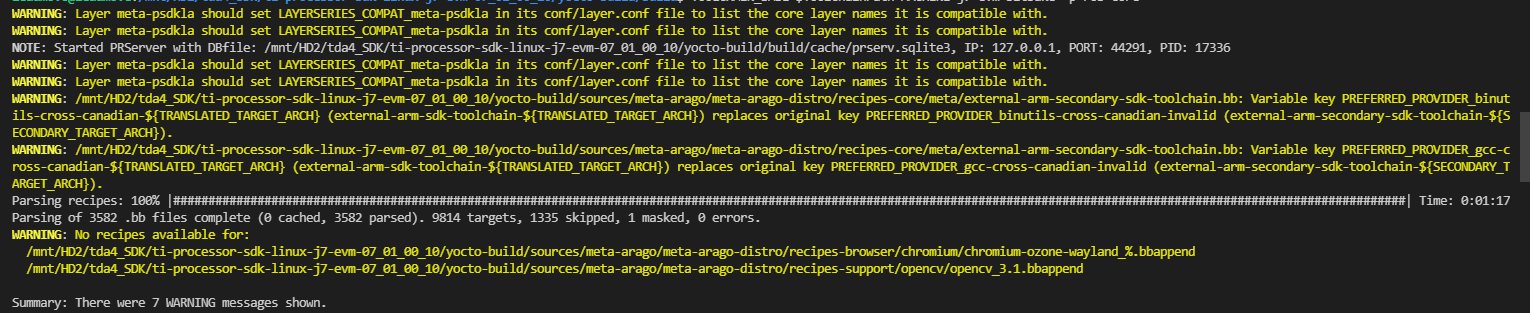 WARNING: Layer meta-psdkla should set LAYERSERIES_COMPAT_meta-psdkla in its conf/layer.conf file to list the core layer names it is compatible with.
WARNING: Layer meta-psdkla should set LAYERSERIES_COMPAT_meta-psdkla in its conf/layer.conf file to list the core layer names it is compatible with.
NOTE: Started PRServer with DBfile: /mnt/HD2/tda4_SDK/ti-processor-sdk-linux-j7-evm-07_01_00_10/yocto-build/build/cache/prserv.sqlite3, IP: 127.0.0.1, PORT: 44291, PID: 17336
WARNING: Layer meta-psdkla should set LAYERSERIES_COMPAT_meta-psdkla in its conf/layer.conf file to list the core layer names it is compatible with.
WARNING: Layer meta-psdkla should set LAYERSERIES_COMPAT_meta-psdkla in its conf/layer.conf file to list the core layer names it is compatible with.
WARNING: /mnt/HD2/tda4_SDK/ti-processor-sdk-linux-j7-evm-07_01_00_10/yocto-build/sources/meta-arago/meta-arago-distro/recipes-core/meta/external-arm-secondary-sdk-toolchain.bb: Variable key PREFERRED_PROVIDER_binut
ils-cross-canadian-${TRANSLATED_TARGET_ARCH} (external-arm-sdk-toolchain-${TRANSLATED_TARGET_ARCH}) replaces original key PREFERRED_PROVIDER_binutils-cross-canadian-invalid (external-arm-secondary-sdk-toolchain-${S
ECONDARY_TARGET_ARCH}).
WARNING: /mnt/HD2/tda4_SDK/ti-processor-sdk-linux-j7-evm-07_01_00_10/yocto-build/sources/meta-arago/meta-arago-distro/recipes-core/meta/external-arm-secondary-sdk-toolchain.bb: Variable key PREFERRED_PROVIDER_gcc-c
ross-canadian-${TRANSLATED_TARGET_ARCH} (external-arm-sdk-toolchain-${TRANSLATED_TARGET_ARCH}) replaces original key PREFERRED_PROVIDER_gcc-cross-canadian-invalid (external-arm-secondary-sdk-toolchain-${SECONDARY_T
ARGET_ARCH}).
Parsing recipes: 100% |##############################################################################################################################################################################| Time: 0:01:17
Parsing of 3582 .bb files complete (0 cached, 3582 parsed). 9814 targets, 1335 skipped, 1 masked, 0 errors.
WARNING: No recipes available for:
/mnt/HD2/tda4_SDK/ti-processor-sdk-linux-j7-evm-07_01_00_10/yocto-build/sources/meta-arago/meta-arago-distro/recipes-browser/chromium/chromium-ozone-wayland_%.bbappend
/mnt/HD2/tda4_SDK/ti-processor-sdk-linux-j7-evm-07_01_00_10/yocto-build/sources/meta-arago/meta-arago-distro/recipes-support/opencv/opencv_3.1.bbappend
Summary: There were 7 WARNING messages shown.